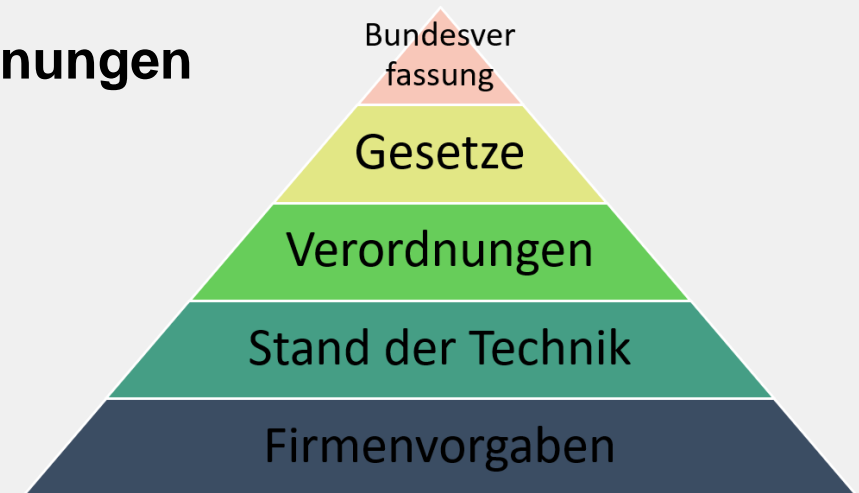 Bundesver
nungen
fassung
Gesetze
Verordnungen
Stand der Technik
Firmenvorgaben